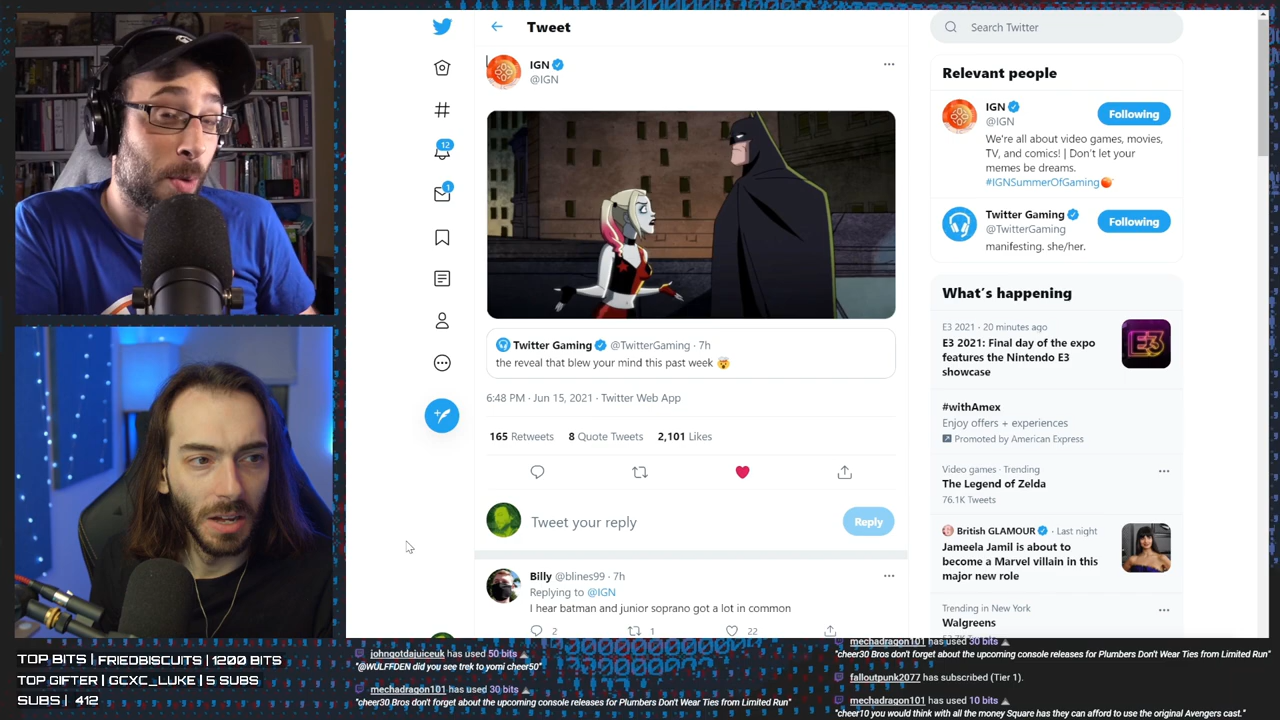 Tweet
IGN
@IGN
Twitter Gaming @TwitterGaming · 7h
the reveal that blew your mind this past week 🤯
6:48 PM · Jun 15, 2021 · Twitter Web App
165 Retweets 8 Quote Tweets 2,101 Likes
Tweet your reply
Reply
Billy @blines99 · 7h
Replying to @IGN
I hear batman and junior soprano got a lot in common
2 1 22
12
1
Search Twitter
Relevant people
IGN
@IGN
Following
We're all about video games, movies,
TV, and comics! | Don't let your
memes be dreams.
#IGNSummerOfGaming
Twitter Gaming
@TwitterGaming
Following
manifesting. she/her.
What's happening
E3 2021 · 20 minutes ago
E3 2021: Final day of the expo
features the Nintendo E3
showcase
E3
#withAmex
Enjoy offers + experiences
Promoted by American Express
Video games · Trending
The Legend of Zelda
76.1K Tweets
British GLAMOUR · Last night
Jameela Jamil is about to
become a Marvel villain in this
major new role
Trending in New York
Walgreens
TOP BITS | FRIEDBISCUITS | 1200 BITS
TOP GIFTER | GCXC_LUKE | 5 SUBS
SUBS | 412
johngotdajuiceuk has used 50 bits
"@WULFFDEN did you see trek to yomi cheer50"
mechadragon101 has used 30 bits
"cheer30 Bros don't forget about the upcoming console releases for Plumbers Don't Wear Ties from Limited Run"
mechadragon101 has used 30 bits
"cheer30 Bros don't forget about the upcoming console releases for Plumbers Don't Wear Ties from Limited Run"
falloutpunk2077 has subscribed (Tier 1).
mechadragon101 has used 10 bits
"cheer10 you would think with all the money Square has they can afford to use the original Avengers cast."